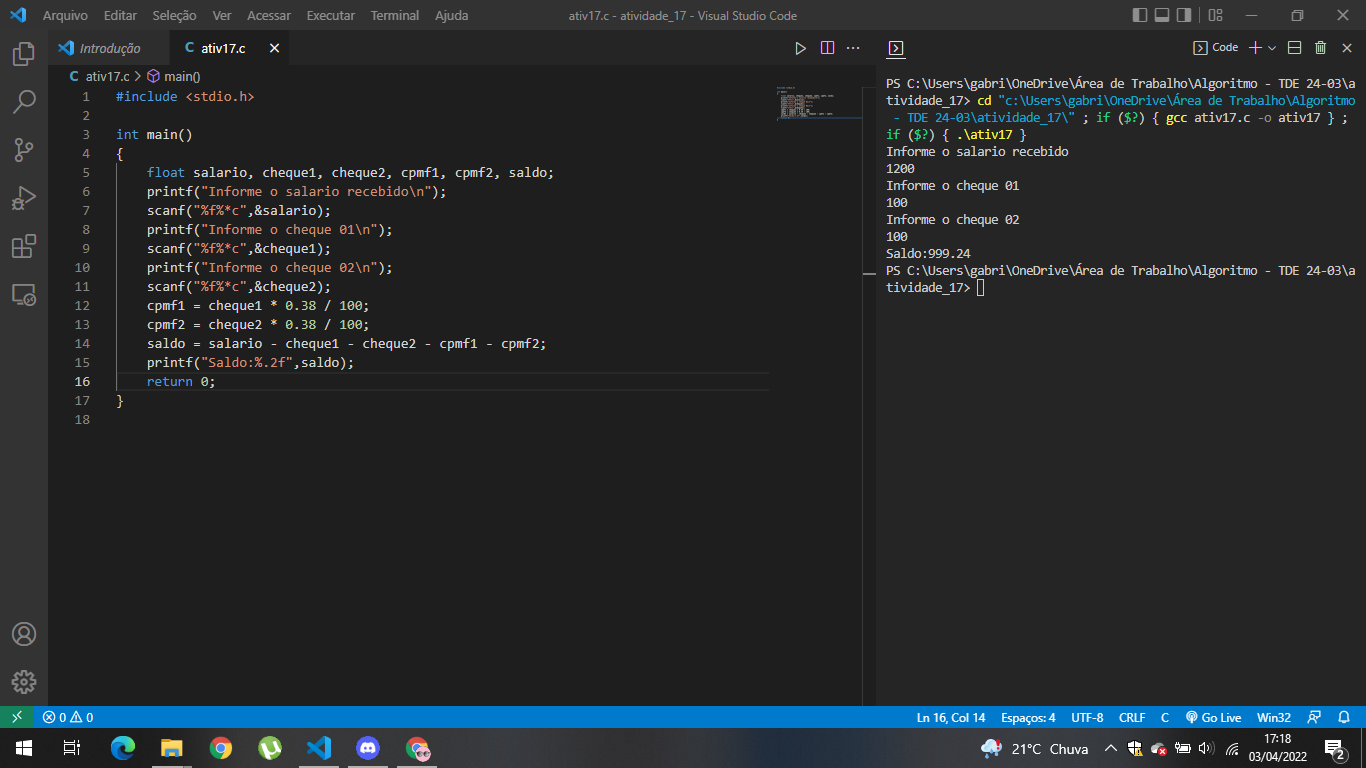 Arquivo Editar Seleção Ver Acessar Executar Terminal Ajuda ativ17.c - atividade_17 - Visual Studio Code
Introdução C ativ17.c
C ativ17.c > main()
1 #include <stdio.h>
2
3 int main()
4 {
5 float salario, cheque1, cheque2, cpmf1, cpmf2, saldo;
6 printf("Informe o salario recebido\n");
7 scanf("%f%*c",&salario);
8 printf("Informe o cheque 01\n");
9 scanf("%f%*c",&cheque1);
10 printf("Informe o cheque 02\n");
11 scanf("%f%*c",&cheque2);
12 cpmf1 = cheque1 * 0.38 / 100;
13 cpmf2 = cheque2 * 0.38 / 100;
14 saldo = salario - cheque1 - cheque2 - cpmf1 - cpmf2;
15 printf("Saldo:%.2f",saldo);
16 return 0;
17 }
18
Code
PS C:\Users\gabri\OneDrive\Área de Trabalho\Algoritmo - TDE 24-03\a
tividade_17> cd "c:\Users\gabri\OneDrive\Área de Trabalho\Algoritmo
- TDE 24-03\atividade_17\" ; if ($?) { gcc ativ17.c -o ativ17 } ;
if ($?) { .\ativ17 }
Informe o salario recebido
1200
Informe o cheque 01
100
Informe o cheque 02
100
Saldo:999.24
PS C:\Users\gabri\OneDrive\Área de Trabalho\Algoritmo - TDE 24-03\a
tividade_17>
0 0 Ln 16, Col 14 Espaços: 4 UTF-8 CRLF C Go Live Win32
21°C Chuva 17:18
03/04/2022 2